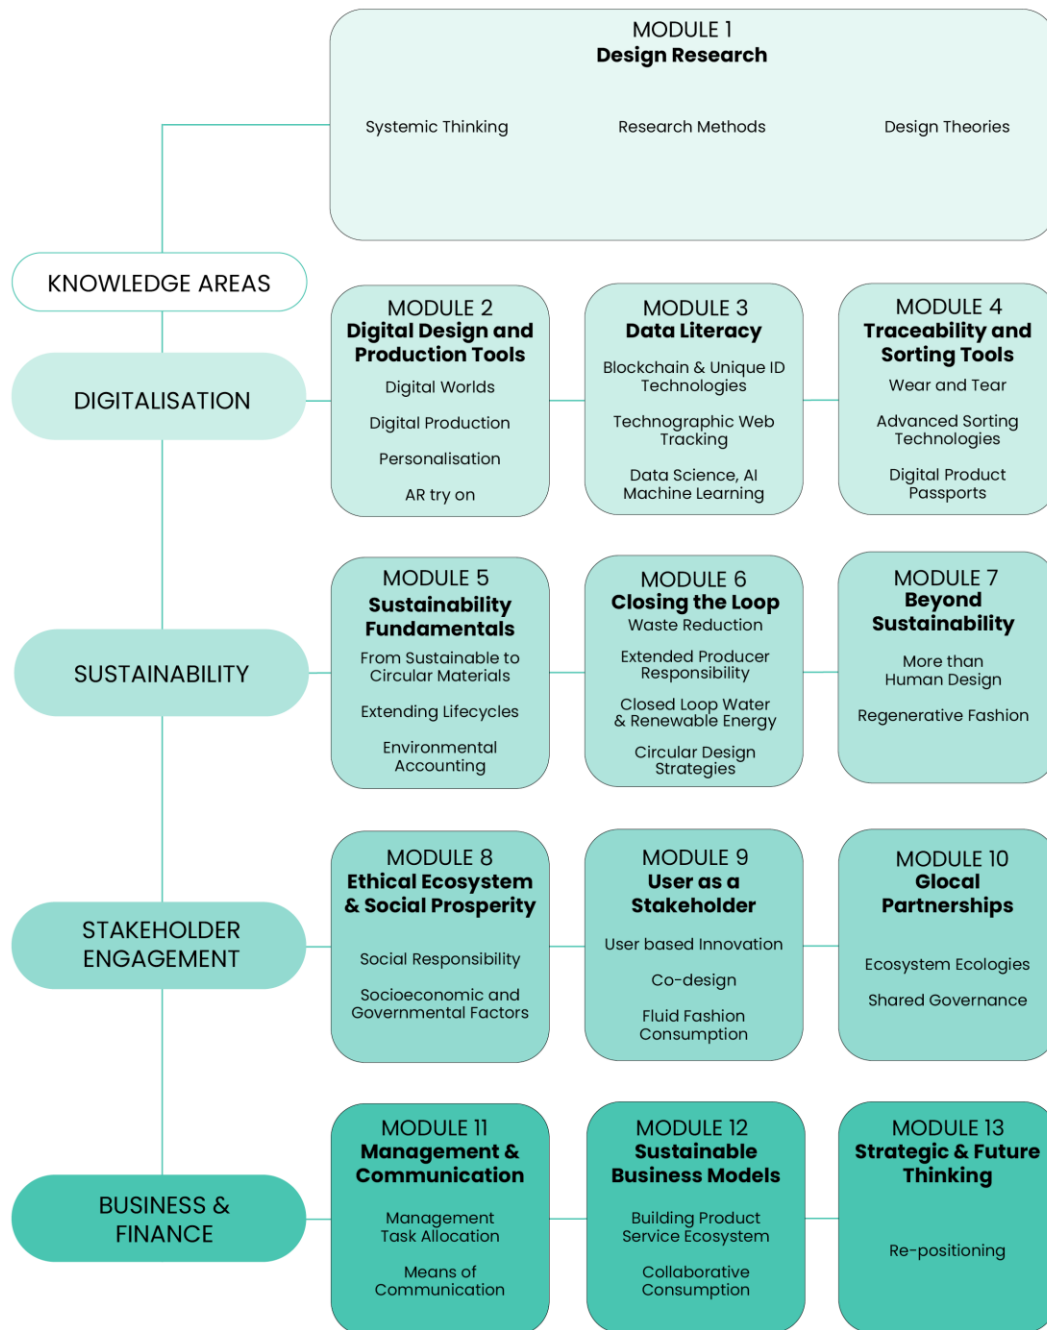 MODULE 1
Design Research
Systemic Thinking
Research Methods
Design Theories
KNOWLEDGE AREAS
DIGITALISATION
MODULE 2
Digital Design and
Production Tools
Digital Worlds
Digital Production
Personalisation
AR try on
MODULE 3
Data Literacy
Blockchain & Unique ID
Technologies
Technographic Web
Tracking
Data Science, AI
Machine Learning
MODULE 4
Traceability and
Sorting Tools
Wear and Tear
Advanced Sorting
Technologies
Digital Product
Passports
SUSTAINABILITY
MODULE 5
Sustainability
Fundamentals
From Sustainable to
Circular Materials
Extending Lifecycles
Environmental
Accounting
MODULE 6
Closing the Loop
Waste Reduction
Extended Producer
Responsibility
Closed Loop Water
& Renewable Energy
Circular Design
Strategies
MODULE 7
Beyond
Sustainability
More than
Human Design
Regenerative Fashion
STAKEHOLDER
ENGAGEMENT
MODULE 8
Ethical Ecosystem
& Social Prosperity
Social Responsibility
Socioeconomic and
Governmental Factors
MODULE 9
User as a
Stakeholder
User based Innovation
Co-design
Fluid Fashion
Consumption
MODULE 10
Glocal
Partnerships
Ecosystem Ecologies
Shared Governance
BUSINESS &
FINANCE
MODULE 11
Management &
Communication
Management
Task Allocation
Means of
Communication
MODULE 12
Sustainable
Business Models
Building Product
Service Ecosystem
Collaborative
Consumption
MODULE 13
Strategic & Future
Thinking
Re-positioning